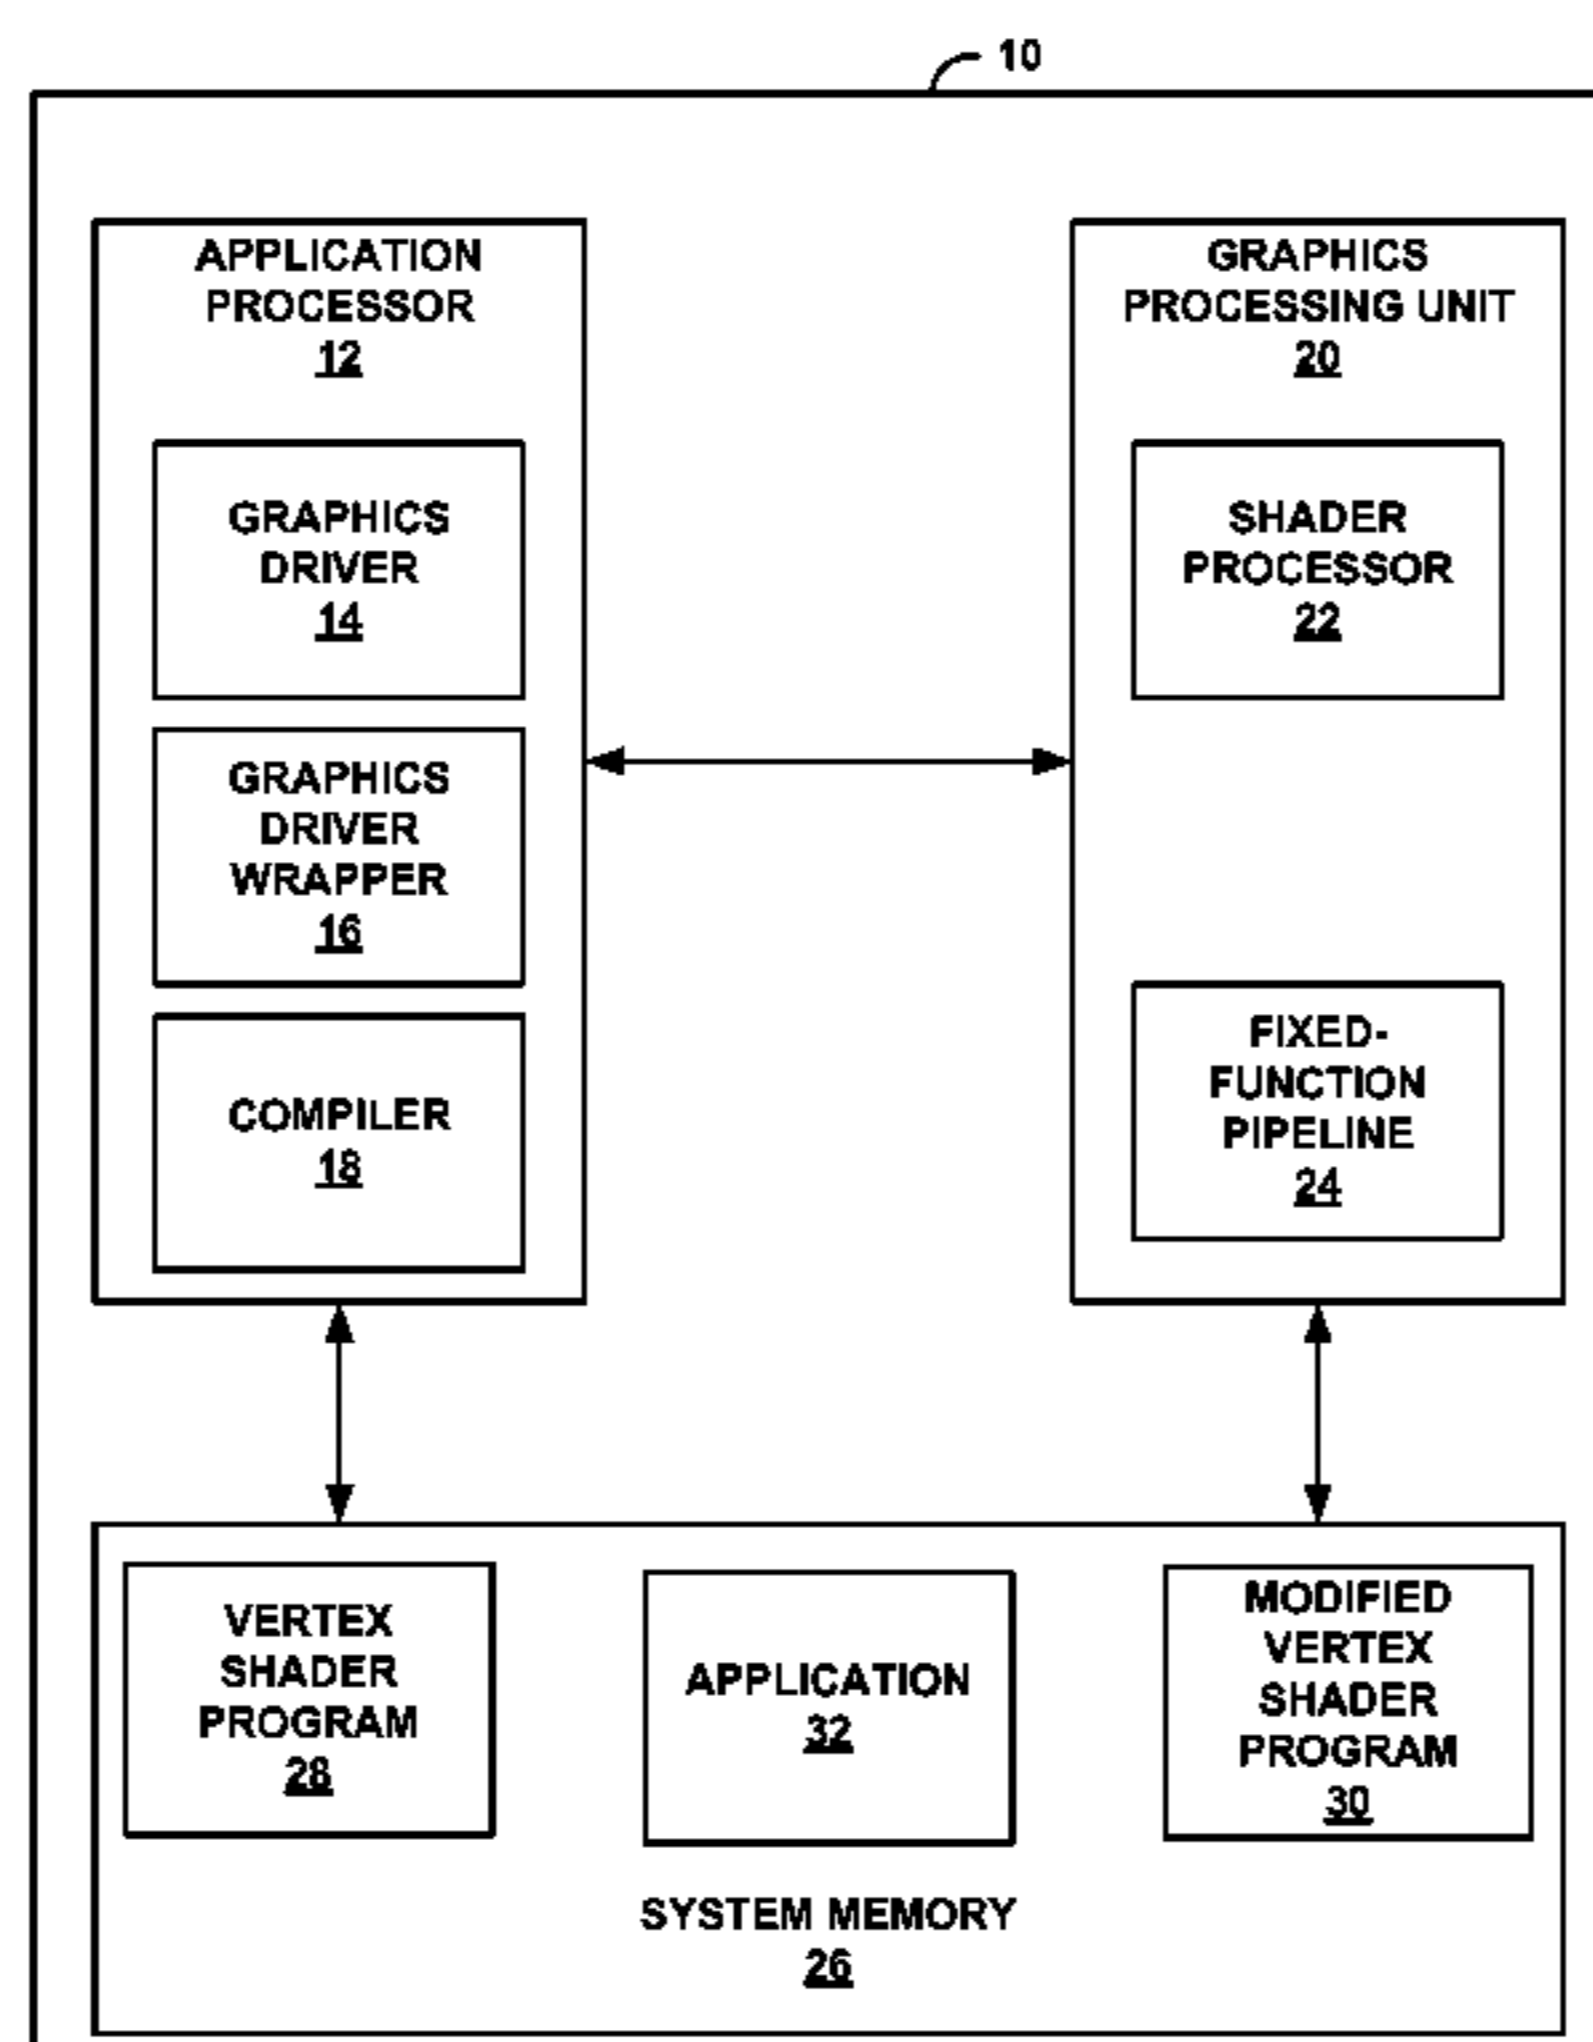 10
APPLICATION
PROCESSOR
12
GRAPHICS
DRIVER
14
GRAPHICS
DRIVER
WRAPPER
16
COMPILER
18
GRAPHICS
PROCESSING UNIT
20
SHADER
PROCESSOR
22
FIXED-
FUNCTION
PIPELINE
24
VERTEX
SHADER
PROGRAM
28
APPLICATION
32
MODIFIED
VERTEX
SHADER
PROGRAM
30
SYSTEM MEMORY
26